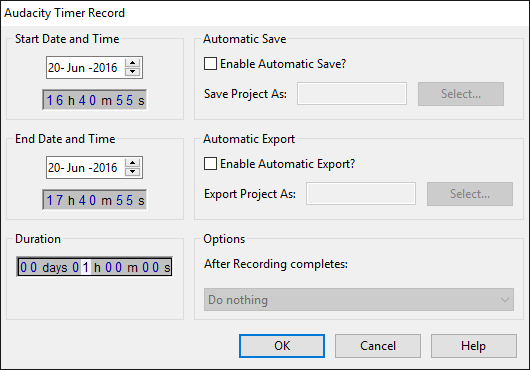 Audacity Timer Record
Start Date and Time
20- Jun -2016
16 h 40 m 55 s
End Date and Time
20- Jun -2016
17 h 40 m 55 s
Duration
00 days 01 h 00 m 00 s
Automatic Save
Enable Automatic Save?
Save Project As:
Select...
Automatic Export
Enable Automatic Export?
Export Project As:
Select...
Options
After Recording completes:
Do nothing
OK
Cancel
Help